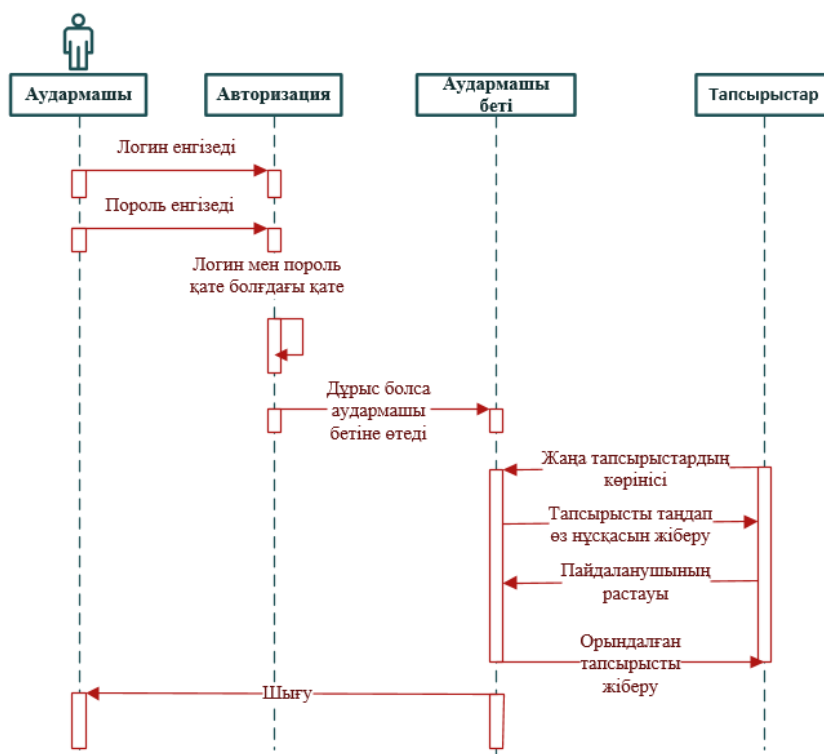 Аудармашы
Авторизация
Аудармашы
беті
Тапсырыстар
Логин енгізеді
Пороль енгізеді
Логин мен пороль
қате болғдағы қате
Дұрыс болса
аудармашы
бетіне өтеді
Жаңа тапсырыстардың
көрінісі
Тапсырысты таңдап
өз нұсқасын жіберу
Пайдаланушының
растауы
Орындалған
тапсырысты
жіберу
Шығу